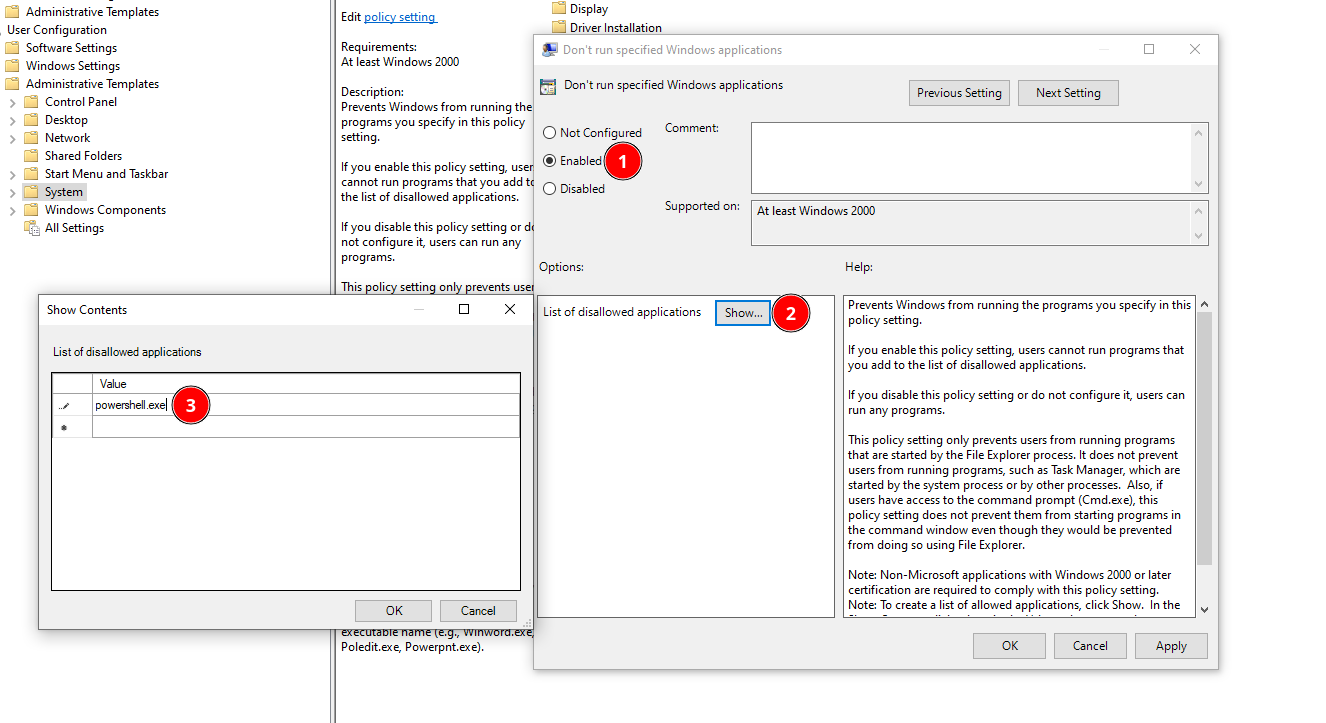 Administrative Templates
User Configuration
Software Settings
Windows Settings
Administrative Templates
Control Panel
Desktop
Network
Shared Folders
Start Menu and Taskbar
System
Windows Components
All Settings
Edit policy setting
Requirements:
At least Windows 2000
Description:
Prevents Windows from running the
programs you specify in this policy
setting.
If you enable this policy setting, user
cannot run programs that you add to
the list of disallowed applications.
If you disable this policy setting or do
not configure it, users can run any
programs.
This policy setting only prevents user
executable name (e.g., Winword.exe,
Poledit.exe, Powerpnt.exe).
Display
Driver Installation
Don't run specified Windows applications
Don't run specified Windows applications
Previous Setting
Next Setting
Not Configured
Enabled
1
Disabled
Comment:
Supported on:
At least Windows 2000
Options:
Help:
List of disallowed applications
Show...
2
Prevents Windows from running the programs you specify in this
policy setting.
If you enable this policy setting, users cannot run programs that
you add to the list of disallowed applications.
If you disable this policy setting or do not configure it, users can
run any programs.
This policy setting only prevents users from running programs
that are started by the File Explorer process. It does not prevent
users from running programs, such as Task Manager, which are
started by the system process or by other processes.  Also, if
users have access to the command prompt (Cmd.exe), this
policy setting does not prevent them from starting programs in
the command window even though they would be prevented
from doing so using File Explorer.
Note: Non-Microsoft applications with Windows 2000 or later
certification are required to comply with this policy setting.
Note: To create a list of allowed applications, click Show.  In the
OK
Cancel
Apply
Show Contents
List of disallowed applications
Value
powershell.exe
3
OK
Cancel